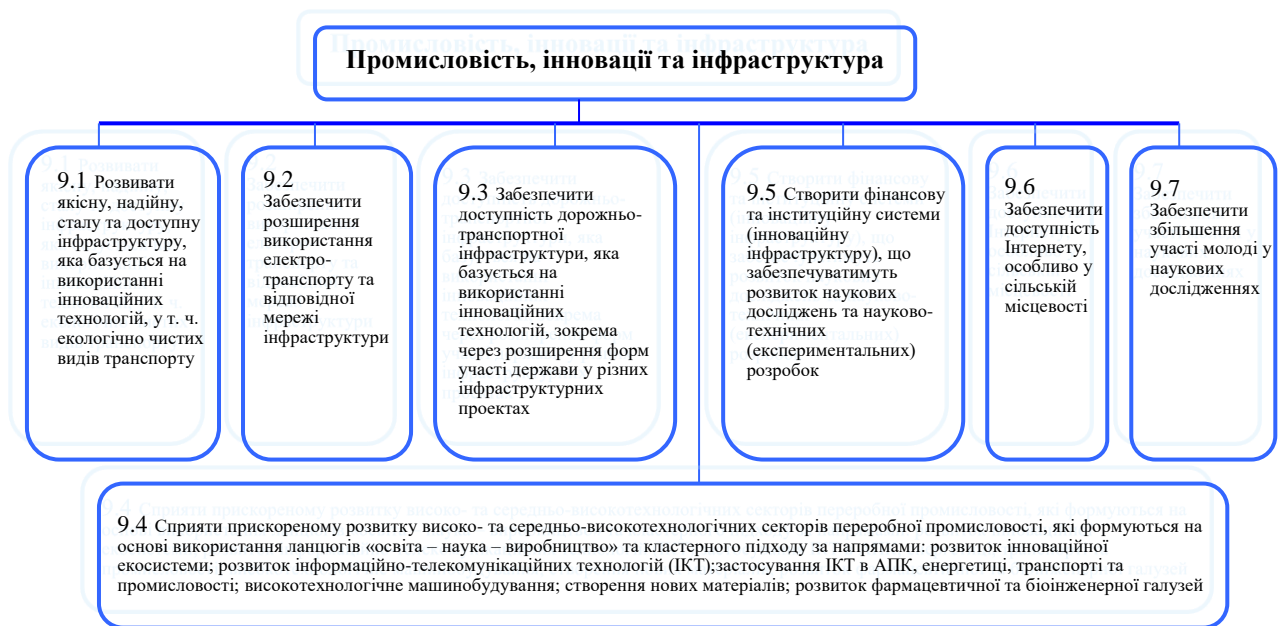 Промисловість, інновації та інфраструктура
9.1 Розвивати
якісну, надійну,
сталу та доступну
інфраструктуру,
яка базується на
використанні
інноваційних
технологій, у т. ч.
екологічно чистих
видів транспорту
9.2
Забезпечити
розширення
використання
електро-
транспорту та
відповідної
мережі
інфраструктури
9.3 Забезпечити
доступність дорожньо-
транспортної
інфраструктури, яка
базується на
використанні
інноваційних
технологій, зокрема
через розширення форм
участі держави у різних
інфраструктурних
проектах
9.5 Створити фінансову
та інституційну системи
(інноваційну
інфраструктуру), що
забезпечуватимуть
розвиток наукових
досліджень та науково-
технічних
(експериментальних)
розробок
9.6
Забезпечити
доступність
Інтернету,
особливо у
сільській
місцевості
9.7
Забезпечити
збільшення
участі молоді у
наукових
дослідженнях
9.4 Сприяти прискореному розвитку високо- та середньо-високотехнологічних секторів переробної промисловості, які формуються на
основі використання ланцюгів «освіта – наука – виробництво» та кластерного підходу за напрямами: розвиток інноваційної
екосистеми; розвиток інформаційно-телекомунікаційних технологій (ІКТ);застосування ІКТ в АПК, енергетиці, транспорті та
промисловості; високотехнологічне машинобудування; створення нових матеріалів; розвиток фармацевтичної та біоінженерної галузей